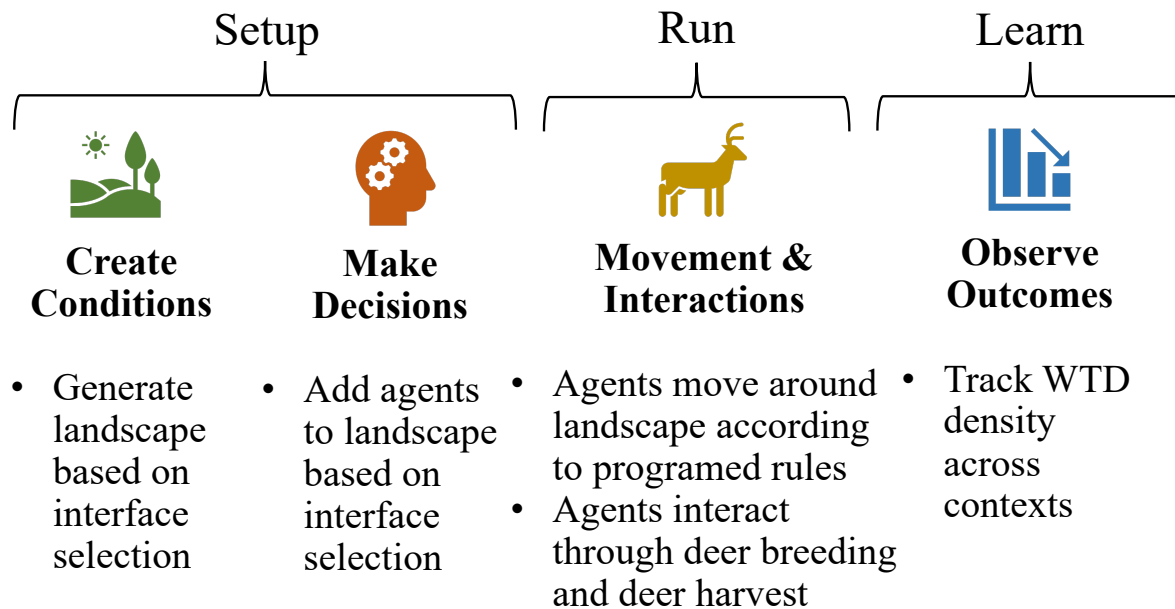 Setup
Run
Learn
Create
Conditions
Make
Decisions
Movement &
Interactions
Observe
Outcomes
• Generate
landscape
based on
interface
selection
• Add agents
to landscape
based on
interface
selection
• Agents move around
landscape according
to programed rules
• Agents interact
through deer breeding
and deer harvest
• Track WTD
density
across
contexts